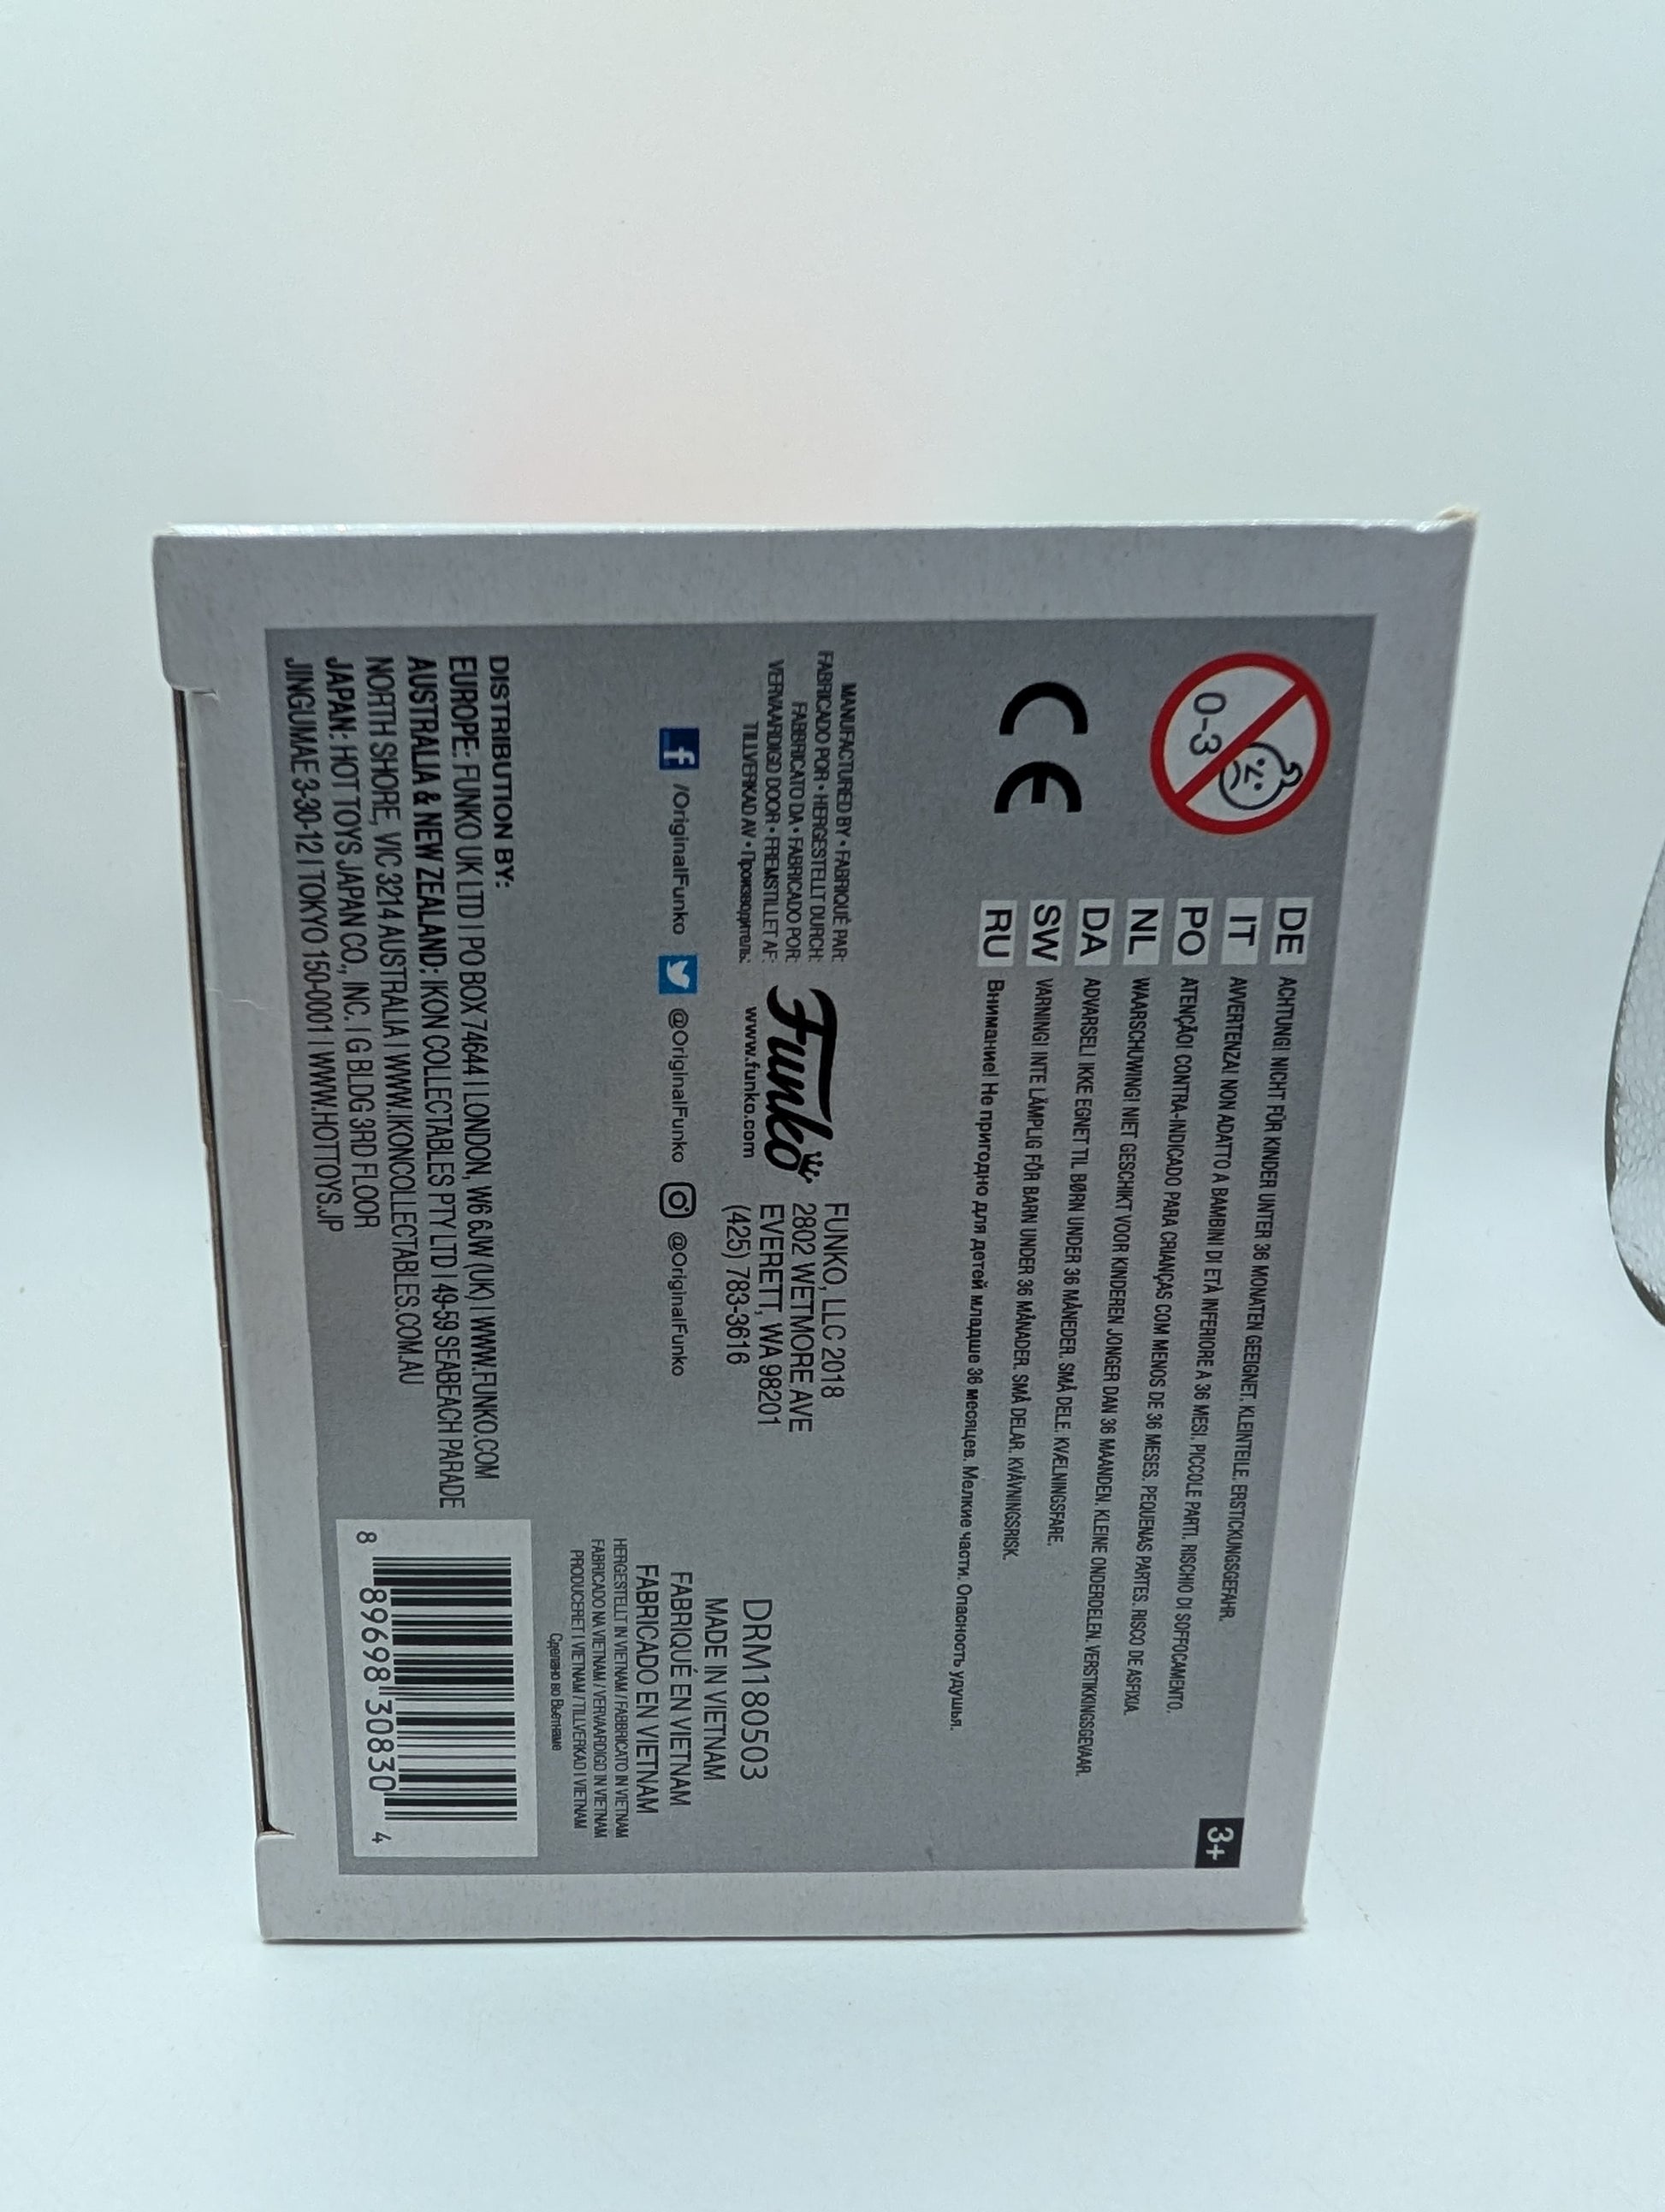 0-3
DE ACHTUNG! NICHT FÜR KINDER UNTER 36 MONATEN GEEIGNET. KLEINTEILE. ERSTICKUNGSGEFAHR.
IT AVVERTENZA! NON ADATTO A BAMBINI DI ETÀ INFERIORE A 36 MESI. PICCOLE PARTI. RISCHIO DI SOFFOCAMENTO.
PO ATENÇÃO! CONTRA-INDICADO PARA CRIANÇAS COM MENOS DE 36 MESES. PEQUENAS PARTES. RISCO DE ASFIXIA.
NL WAARSCHUWING! NIET GESCHIKT VOOR KINDEREN JONGER DAN 36 MAANDEN. KLEINE ONDERDELEN. VERSTIKKINGSGEVAAR.
DA ADVARSEL! IKKE EGNET TIL BØRN UNDER 36 MÅNEDER. SMÅ DELE. KVÆLNINGSFARE.
SW VARNING! INTE LÄMPLIG FÖR BARN UNDER 36 MÅNADER. SMÅ DELAR. KVÄVNINGSRISK.
RU Внимание! Не пригодно для детей младше 36 месяцев. Мелкие части. Опасность удушья.
3+
CE
MANUFACTURED BY • FABRIQUÉ PAR:
FABRICADO POR • HERGESTELLT DURCH:
FABBRICATO DA • FABRICADO POR:
VERVAARDIGD DOOR • FREMSTILLET AF:
TILLVERKAD AV • Производитель:
Funko
www.funko.com
FUNKO, LLC 2018
2802 WETMORE AVE
EVERETT, WA 98201
(425) 783-3616
f /OriginalFunko @OriginalFunko @OriginalFunko
DRM180503
MADE IN VIETNAM
FABRIQUÉ EN VIETNAM
FABRICADO EN VIETNAM
HERGESTELLT IN VIETNAM / FABBRICATO IN VIETNAM
FABRICADO NA VIETNAM / VERVAARDIGD IN VIETNAM
PRODUCERET I VIETNAM / TILLVERKAD I VIETNAM
Сделано во Вьетнаме
DISTRIBUTION BY:
EUROPE: FUNKO UK LTD | PO BOX 74644 | LONDON, W6 6JW (UK) | WWW.FUNKO.COM
AUSTRALIA & NEW ZEALAND: IKON COLLECTABLES PTY LTD | 49-59 SEABEACH PARADE
NORTH SHORE, VIC 3214 AUSTRALIA | WWW.IKONCOLLECTABLES.COM.AU
JAPAN: HOT TOYS JAPAN CO., INC. | G BLDG 3RD FLOOR
JINGUMAE 3-30-12 | TOKYO 150-0001 | WWW.HOTTOYS.JP
8 89698 30830 4